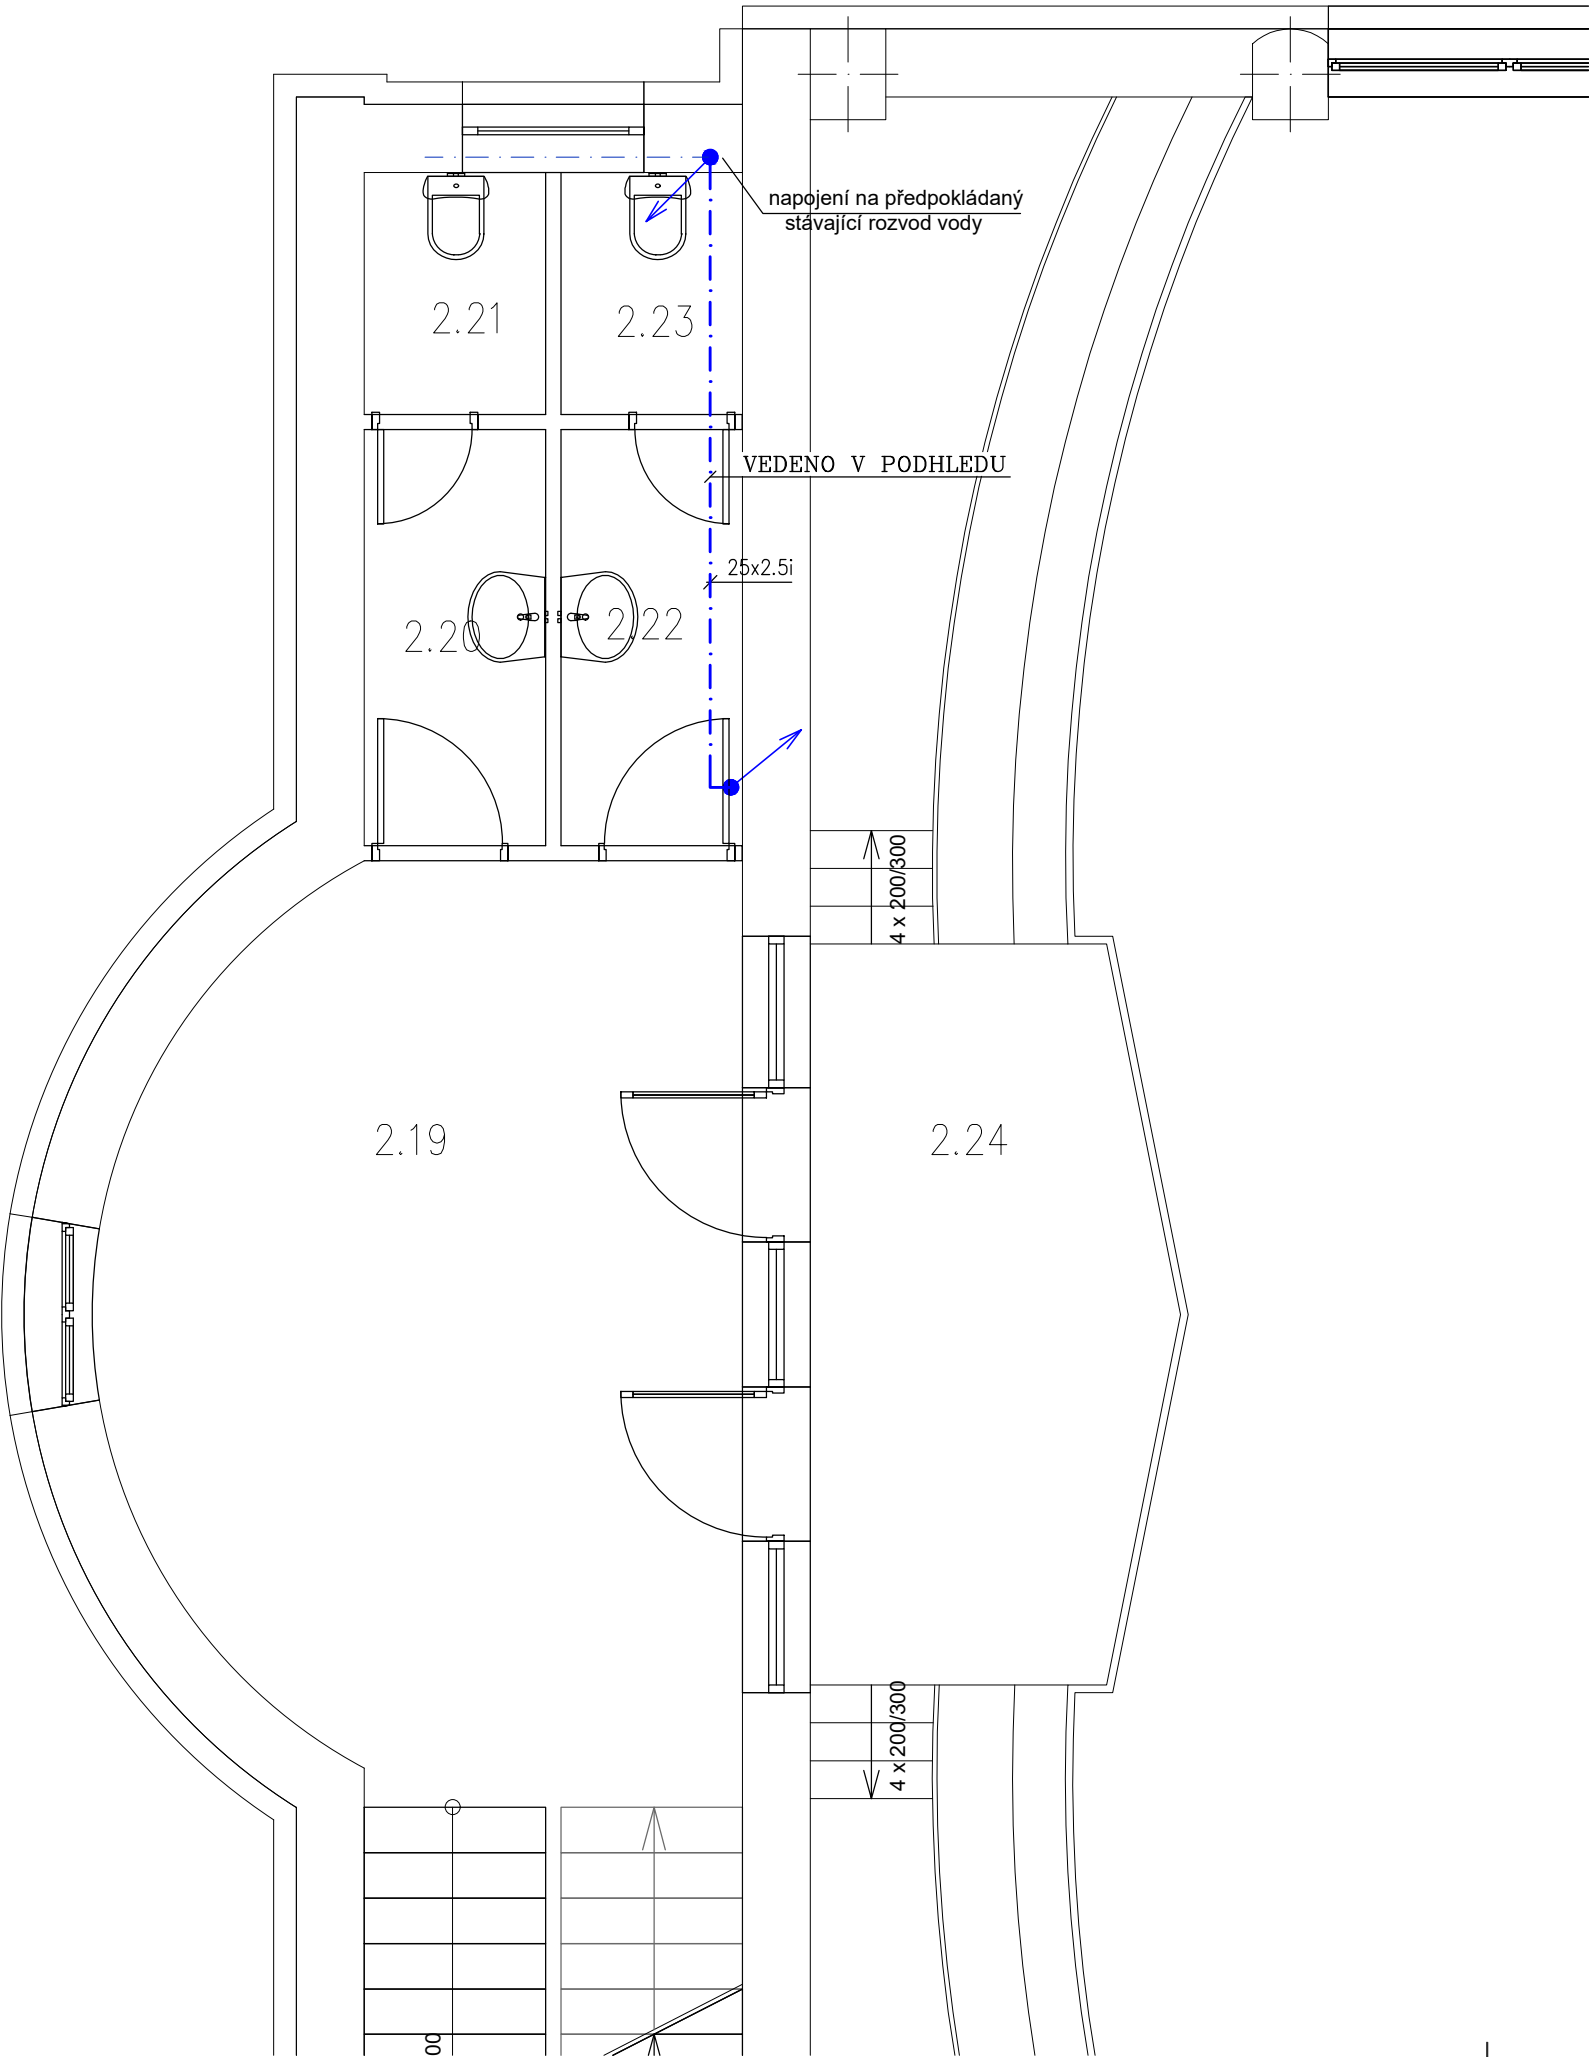 napojení na předpokládaný
stávající rozvod vody
2.21
2.23
VEDENO V PODHLEDU
25x2.5i
2.20
2.22
4 x 200/300
2.19
2.24
4 x 200/300
00